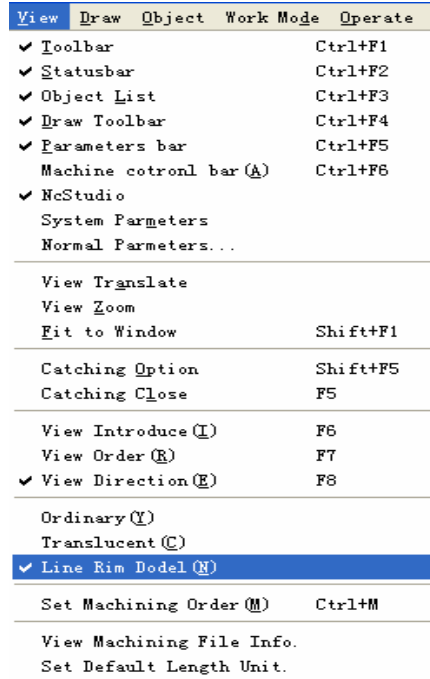 View Draw Object Work Mode Operate
Toolbar Ctrl+F1
Statusbar Ctrl+F2
Object List Ctrl+F3
Draw Toolbar Ctrl+F4
Parameters bar Ctrl+F5
Machine cotronl bar(A) Ctrl+F6
NcStudio
System Parmeters
Normal Parmeters...
View Translate
View Zoom
Fit to Window Shift+F1
Catching Option Shift+F5
Catching Close F5
View Introduce(I) F6
View Order(R) F7
View Direction(E) F8
Ordinary(Y)
Translucent(C)
Line Rim Dodel(N)
Set Machining Order(M) Ctrl+M
View Machining File Info.
Set Default Length Unit.